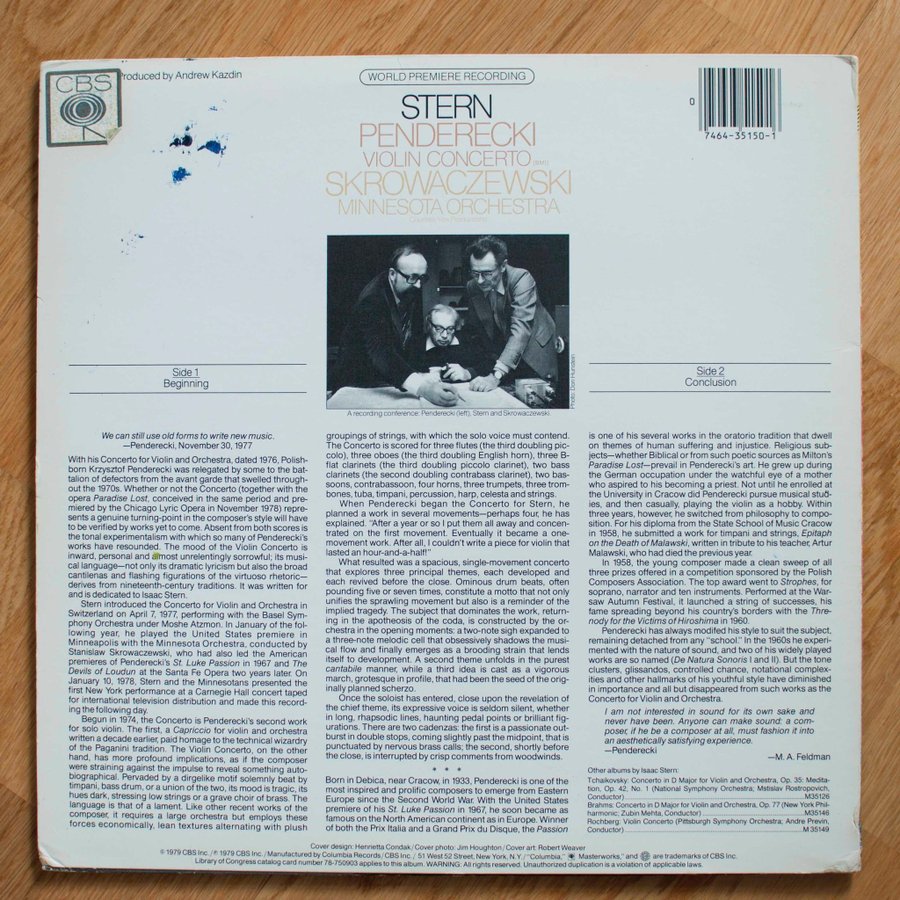 CBS
Produced by Andrew Kazdin
WORLD PREMIERE RECORDING
STERN
PENDERECKI
VIOLIN CONCERTO (BMI)
SKROWACZEWSKI
MINNESOTA ORCHESTRA
0
7464-35150-1
Photo: Don Hunstein
A recording conference: Penderecki (left), Stern and Skrowaczewski.
Side 1
Beginning
Side 2
Conclusion
We can still use old forms to write new music.
—Penderecki, November 30, 1977
With his Concerto for Violin and Orchestra, dated 1976, Polish-
born Krzysztof Penderecki was relegated by some to the bat-
talion of defectors from the avant garde that swelled through-
out the 1970s. Whether or not the Concerto (together with the
opera Paradise Lost, conceived in the same period and pre-
miered by the Chicago Lyric Opera in November 1978) repre-
sents a genuine turning-point in the composer's style will have
to be verified by works yet to come. Absent from both scores is
the tonal experimentalism with which so many of Penderecki's
works have resounded. The mood of the Violin Concerto is
inward, personal and almost unrelentingly sorrowful; its musi-
cal language—not only its dramatic lyricism but also the broad
cantilenas and flashing figurations of the virtuoso rhetoric—
derives from nineteenth-century traditions. It was written for
and is dedicated to Isaac Stern.
Stern introduced the Concerto for Violin and Orchestra in
Switzerland on April 7, 1977, performing with the Basel Sym-
phony Orchestra under Moshe Atzmon. In January of the fol-
lowing year, he played the United States premiere in
Minneapolis with the Minnesota Orchestra, conducted by
Stanislaw Skrowaczewski, who had also led the American
premieres of Penderecki's St. Luke Passion in 1967 and The
Devils of Loudun at the Santa Fe Opera two years later. On
January 10, 1978, Stern and the Minnesotans presented the
first New York performance at a Carnegie Hall concert taped
for international television distribution and made this record-
ing the following day.
Begun in 1974, the Concerto is Penderecki's second work
for solo violin. The first, a Capriccio for violin and orchestra
written a decade earlier, paid homage to the technical wizardry
of the Paganini tradition. The Violin Concerto, on the other
hand, has more profound implications, as if the composer
were straining against the impulse to reveal something auto-
biographical. Pervaded by a dirgelike motif solemnly beat by
timpani, bass drum, or a union of the two, its mood is tragic, its
hues dark, stressing low strings or a grave choir of brass. The
language is that of a lament. Like other recent works of the
composer, it requires a large orchestra but employs these
forces economically, lean textures alternating with plush
groupings of strings, with which the solo voice must contend.
The Concerto is scored for three flutes (the third doubling pic-
colo), three oboes (the third doubling English horn), three B-
flat clarinets (the third doubling piccolo clarinet), two bass
clarinets (the second doubling contrabass clarinet), two bas-
soons, contrabassoon, four horns, three trumpets, three trom-
bones, tuba, timpani, percussion, harp, celesta and strings.
When Penderecki began the Concerto for Stern, he
planned a work in several movements—perhaps four, he has
explained. "After a year or so I put them all away and concen-
trated on the first movement. Eventually it became a one-
movement work. After all, I couldn't write a piece for violin that
lasted an hour-and-a-half!"
What resulted was a spacious, single-movement concerto
that explores three principal themes, each developed and
each revived before the close. Ominous drum beats, often
pounding five or seven times, constitute a motto that not only
unifies the sprawling movement but also is a reminder of the
implied tragedy. The subject that dominates the work, return-
ing in the apotheosis of the coda, is constructed by the or-
chestra in the opening moments: a two-note sigh expanded to
a three-note melodic cell that obsessively shadows the musi-
cal flow and finally emerges as a brooding strain that lends
itself to development. A second theme unfolds in the purest
cantabile manner, while a third idea is cast as a vigorous
march, grotesque in profile, that had been the seed of the orig-
inally planned scherzo.
Once the soloist has entered, close upon the revelation of
the chief theme, its expressive voice is seldom silent, whether
in long, rhapsodic lines, haunting pedal points or brilliant fig-
urations. There are two cadenzas: the first is a passionate out-
burst in double stops, coming slightly past the midpoint, that is
punctuated by nervous brass calls; the second, shortly before
the close, is interrupted by crisp comments from woodwinds.
* * *
Born in Debica, near Cracow, in 1933, Penderecki is one of the
most inspired and prolific composers to emerge from Eastern
Europe since the Second World War. With the United States
premiere of his St. Luke Passion in 1967, he soon became as
famous on the North American continent as in Europe. Winner
of both the Prix Italia and a Grand Prix du Disque, the Passion
is one of his several works in the oratorio tradition that dwell
on themes of human suffering and injustice. Religious sub-
jects—whether Biblical or from such poetic sources as Milton's
Paradise Lost—prevail in Penderecki's art. He grew up during
the German occupation under the watchful eye of a mother
who aspired to his becoming a priest. Not until he enrolled at
the University in Cracow did Penderecki pursue musical stud-
ies, and then casually, playing the violin as a hobby. Within
three years, however, he switched from philosophy to compo-
sition. For his diploma from the State School of Music Cracow
in 1958, he submitted a work for timpani and strings, Epitaph
on the Death of Malawski, written in tribute to his teacher, Artur
Malawski, who had died the previous year.
In 1958, the young composer made a clean sweep of all
three prizes offered in a competition sponsored by the Polish
Composers Association. The top award went to Strophes, for
soprano, narrator and ten instruments. Performed at the War-
saw Autumn Festival, it launched a string of successes, his
fame spreading beyond his country's borders with the Thre-
nody for the Victims of Hiroshima in 1960.
Penderecki has always modifed his style to suit the subject,
remaining detached from any "school." In the 1960s he exper-
imented with the nature of sound, and two of his widely played
works are so named (De Natura Sonoris I and II). But the tone
clusters, glissandos, controlled chance, notational complex-
ities and other hallmarks of his youthful style have diminished
in importance and all but disappeared from such works as the
Concerto for Violin and Orchestra.
I am not interested in sound for its own sake and
never have been. Anyone can make sound: a com-
poser, if he be a composer at all, must fashion it into
an aesthetically satisfying experience.
—Penderecki
—M. A. Feldman
Other albums by Isaac Stern:
Tchaikovsky: Concerto in D Major for Violin and Orchestra, Op. 35; Medita-
tion, Op. 42, No. 1 (National Symphony Orchestra; Mstislav Rostropovich,
Conductor) M 35126
Brahms: Concerto in D Major for Violin and Orchestra, Op. 77 (New York Phil-
harmonic; Zubin Mehta, Conductor) M 35146
Rochberg: Violin Concerto (Pittsburgh Symphony Orchestra; Andre Previn,
Conductor) M 35149
Cover design: Henrietta Condak/Cover photo: Jim Houghton/Cover art: Robert Weaver
© 1979 CBS Inc./℗ 1979 CBS Inc./Manufactured by Columbia Records/CBS Inc./51 West 52 Street, New York, N.Y./"Columbia," Masterworks," and are trademarks of CBS Inc.
Library of Congress catalog card number 78-750903 applies to this album. WARNING: All rights reserved. Unauthorized duplication is a violation of applicable laws.